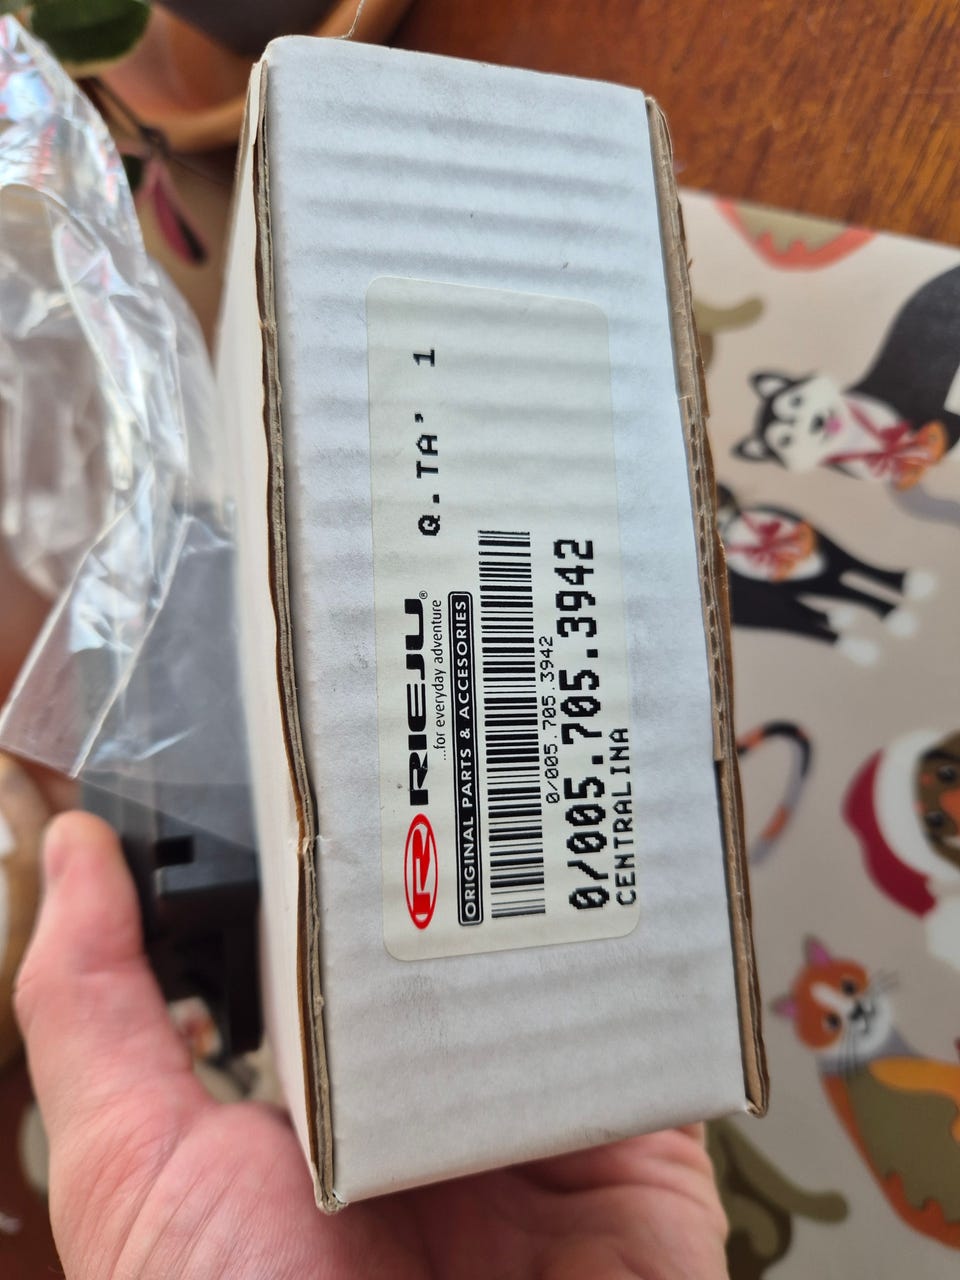 RIEJU®
...for everyday adventure
ORIGINAL PARTS & ACCESORIES
Q.TA' 1
0/005.705.3942
0/005.705.3942
CENTRALINA